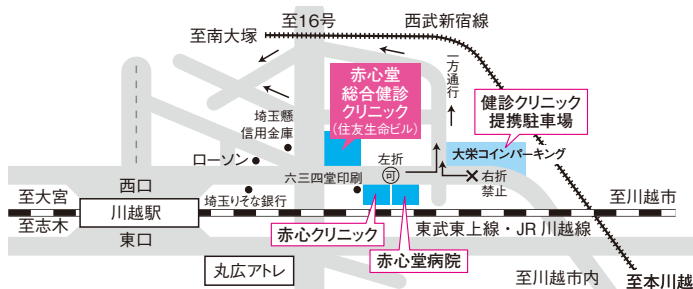 至16号
西武新宿線
至南大塚
一方通行
赤心堂
総合健診
クリニック
(住友生命ビル)
健診クリニック
提携駐車場
埼玉懸
信用金庫
ローソン
左折
可
大栄コインパーキング
六三四堂印刷
右折
禁止
至大宮
西口
埼玉りそな銀行
至川越市
川越駅
至志木
東口
赤心クリニック
東武東上線・JR川越線
赤心堂病院
丸広アトレ
至川越市内
至本川越